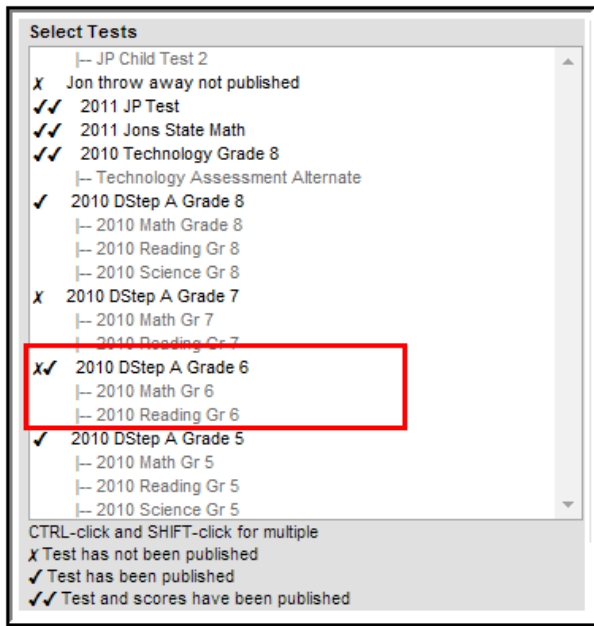 Select Tests
|-- JP Child Test 2
✗ Jon throw away not published
✓✓ 2011 JP Test
✓✓ 2011 Jons State Math
✓✓ 2010 Technology Grade 8
|-- Technology Assessment Alternate
✓ 2010 DStep A Grade 8
|-- 2010 Math Grade 8
|-- 2010 Reading Gr 8
|-- 2010 Science Gr 8
✗ 2010 DStep A Grade 7
|-- 2010 Math Gr 7
|-- 2010 Reading Gr 7
✗✓ 2010 DStep A Grade 6
|-- 2010 Math Gr 6
|-- 2010 Reading Gr 6
✓ 2010 DStep A Grade 5
|-- 2010 Math Gr 5
|-- 2010 Reading Gr 5
|-- 2010 Science Gr 5
CTRL-click and SHIFT-click for multiple
✗ Test has not been published
✓ Test has been published
✓✓ Test and scores have been published